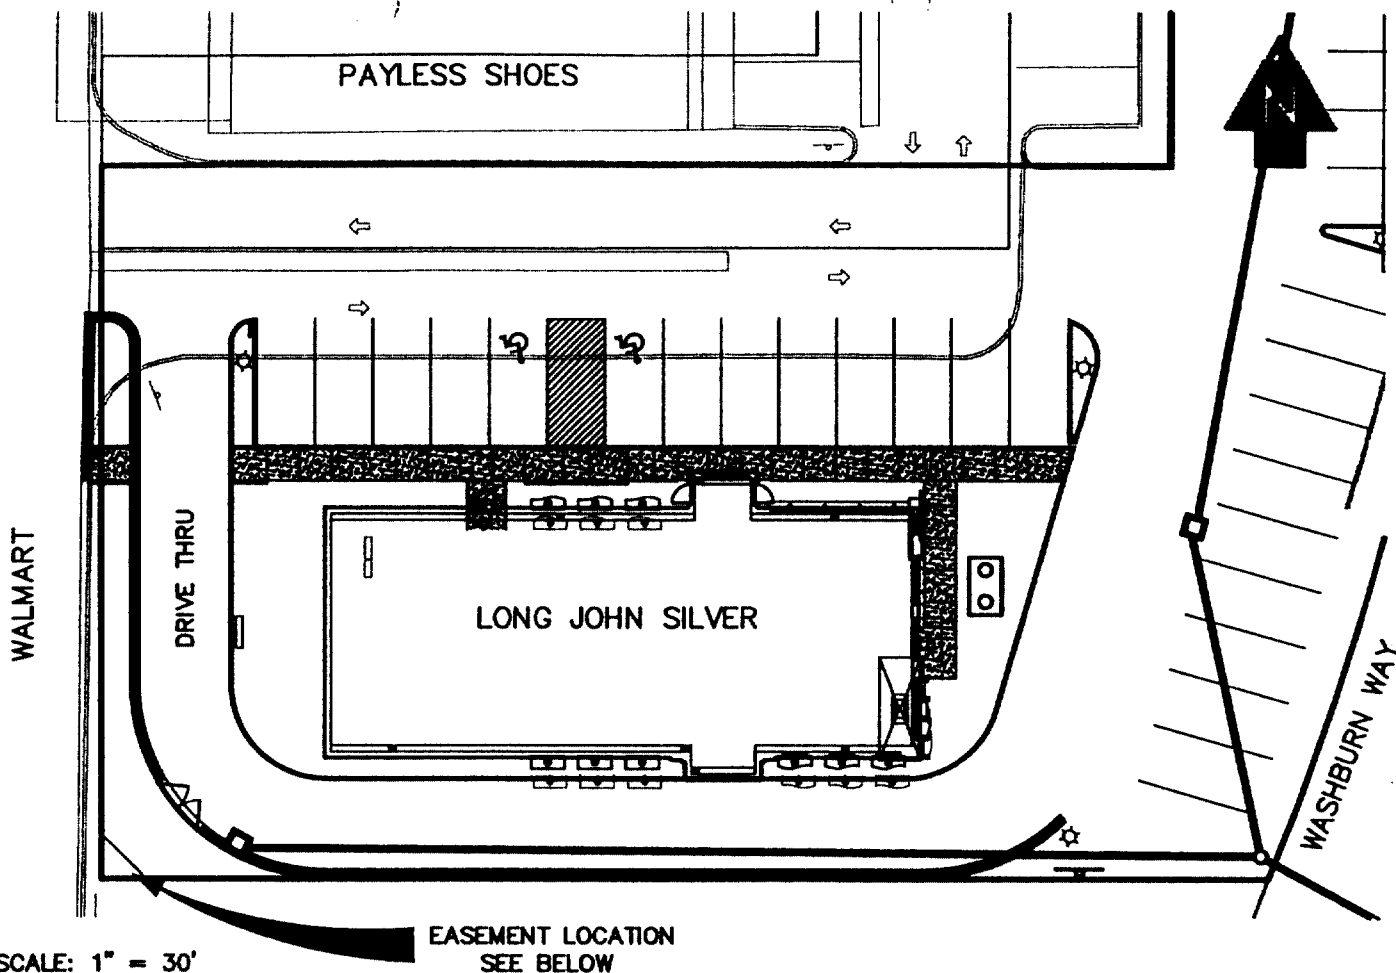 PAYLESS SHOES
N
WALMART
DRIVE THRU
LONG JOHN SILVER
WASHBURN WAY
EASEMENT LOCATION
SEE BELOW
SCALE: 1" = 30'